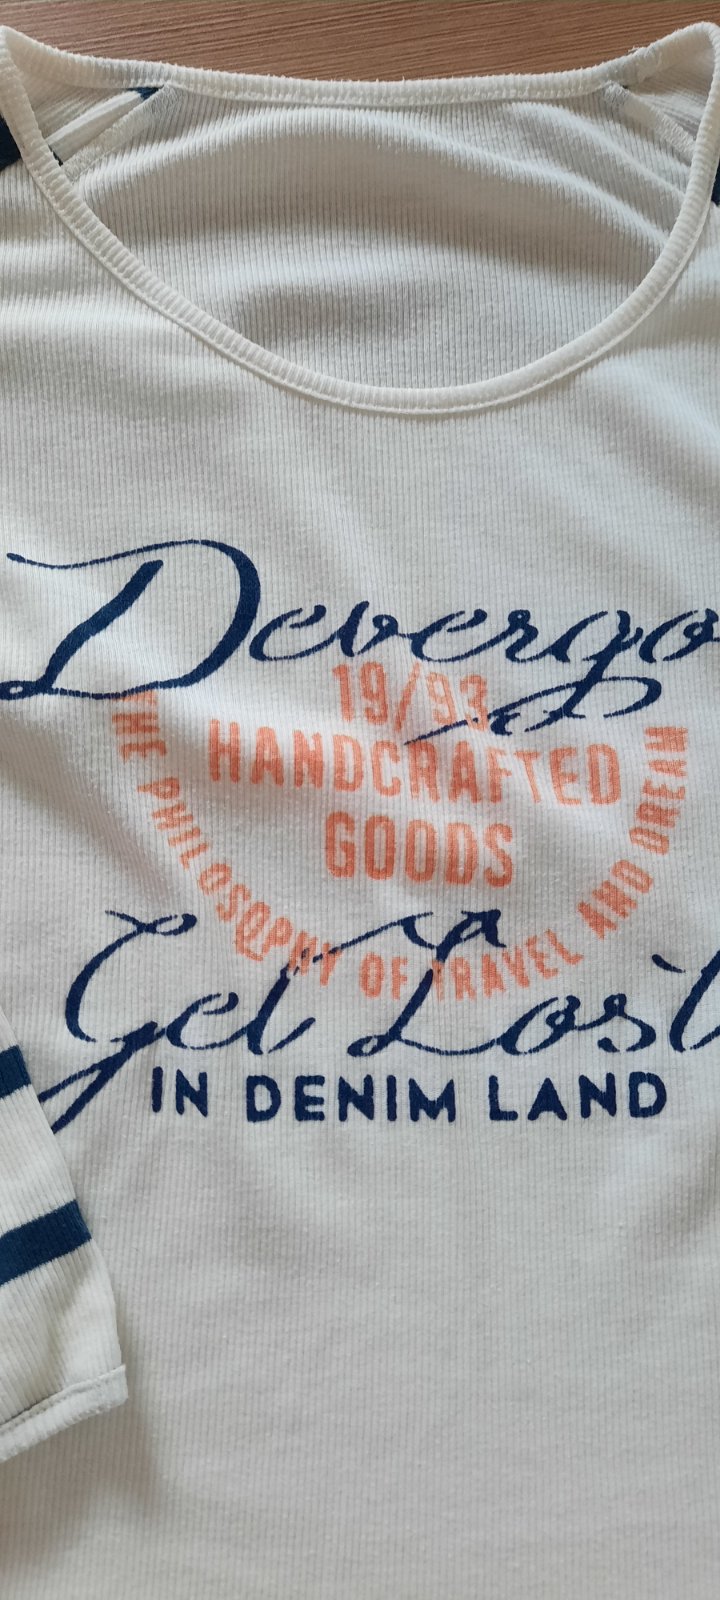 Devergo
19/93
HANDCRAFTED
GOODS
THE PHILOSOPHY OF TRAVEL AND DREAM
Get Lost
IN DENIM LAND